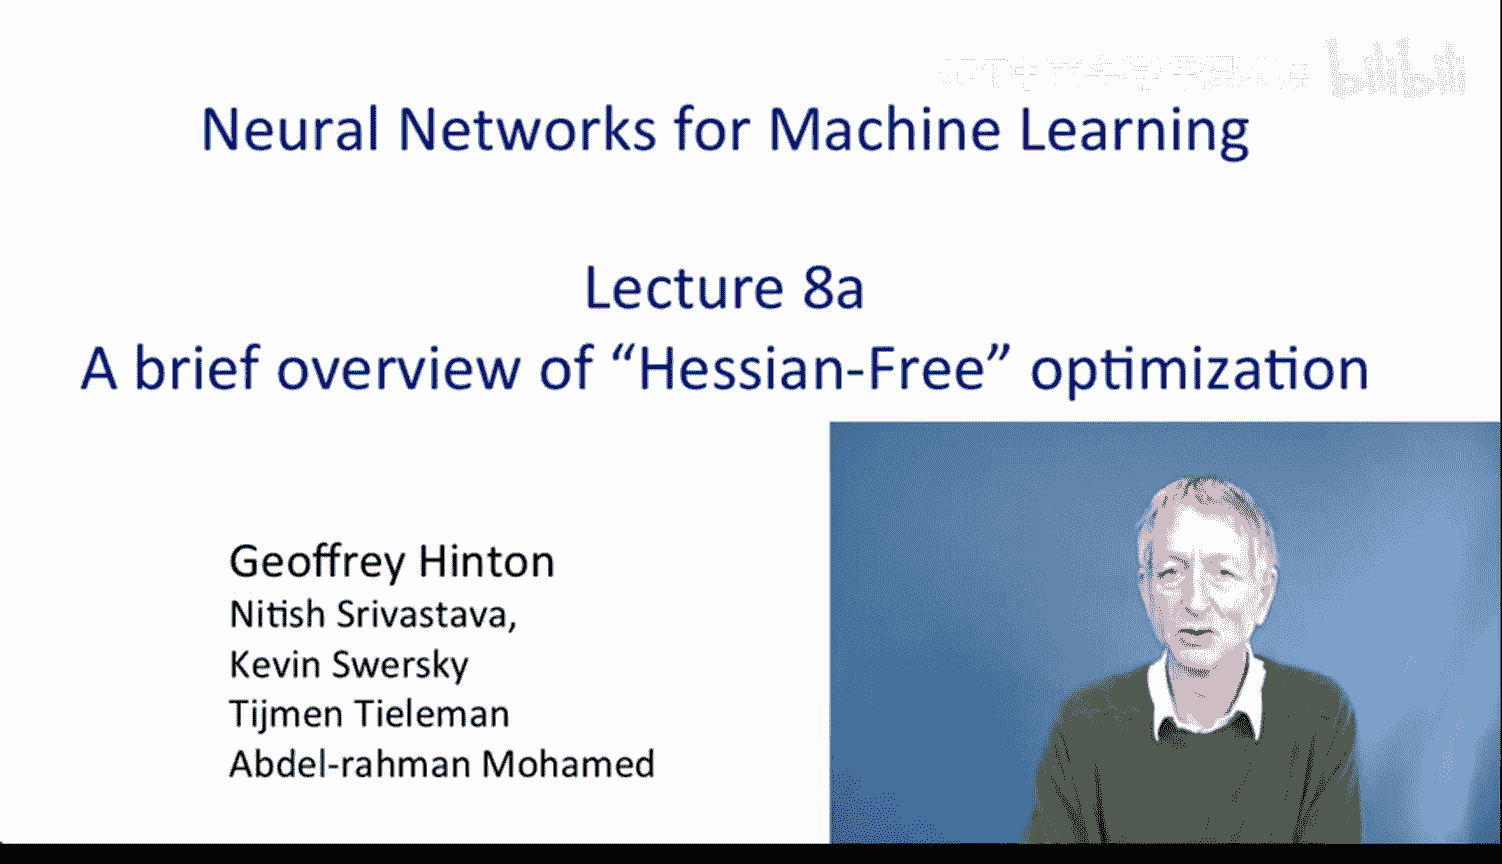 bilibili
Neural Networks for Machine Learning
Lecture 8a
A brief overview of “Hessian-Free” optimization
Geoffrey Hinton
Nitish Srivastava,
Kevin Swersky
Tijmen Tieleman
Abdel-rahman Mohamed